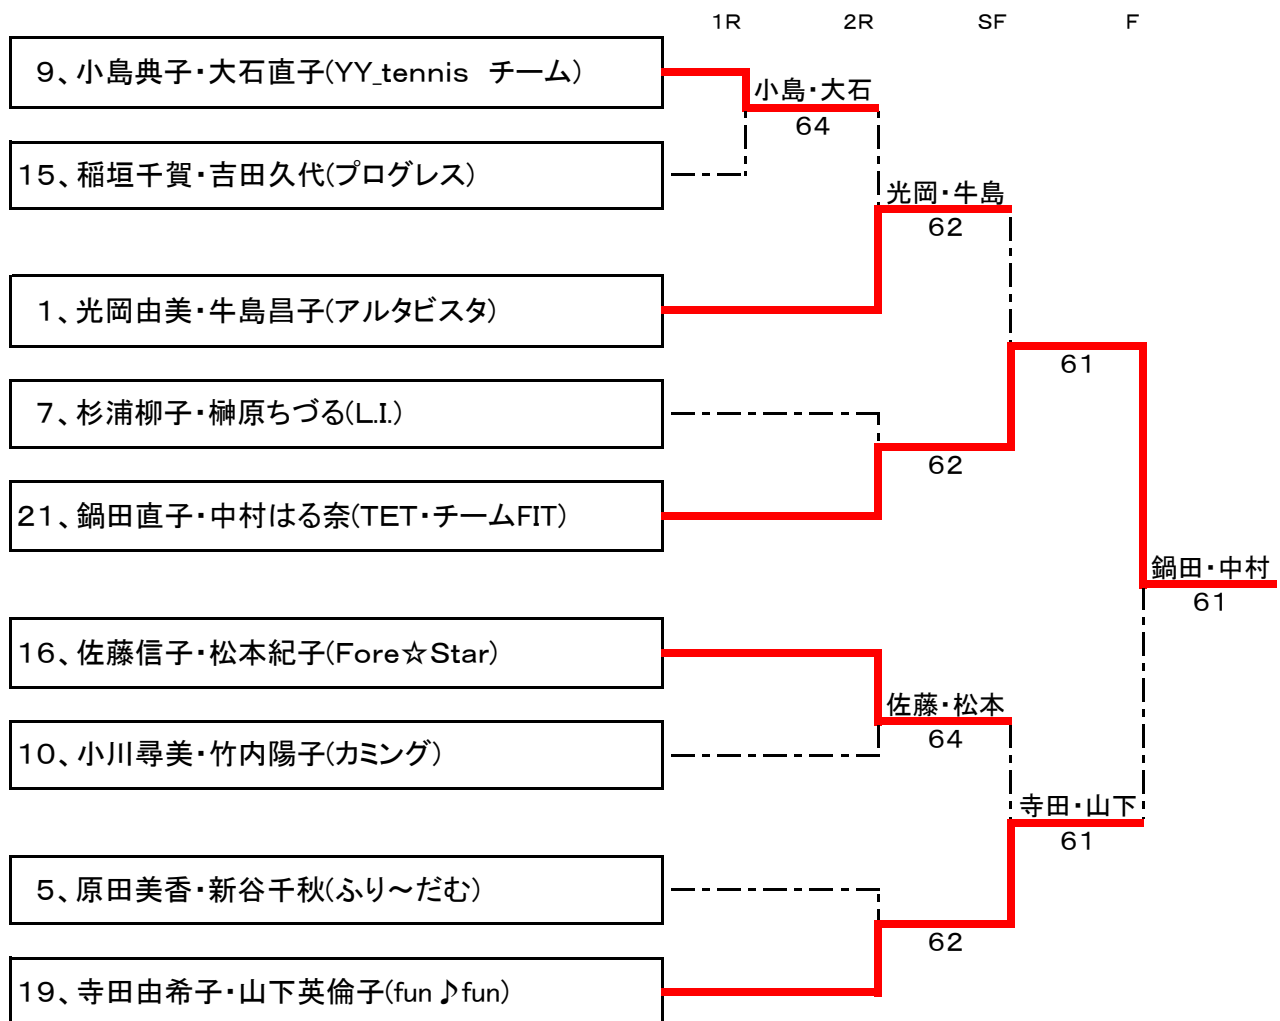 1R 2R SF F
9、小島典子・大石直子(YY_tennis チーム)
小島・大石
64
15、稲垣千賀・吉田久代(プログレス)
光岡・牛島
62
1、光岡由美・牛島昌子(アルタビスタ)
61
7、杉浦柳子・榊原ちづる(L.I.)
62
21、鍋田直子・中村はる奈(TET・チームFIT)
鍋田・中村
61
16、佐藤信子・松本紀子(Fore☆Star)
佐藤・松本
64
10、小川尋美・竹内陽子(カミング)
寺田・山下
61
5、原田美香・新谷千秋(ふり～だむ)
62
19、寺田由希子・山下英倫子(fun♪fun)